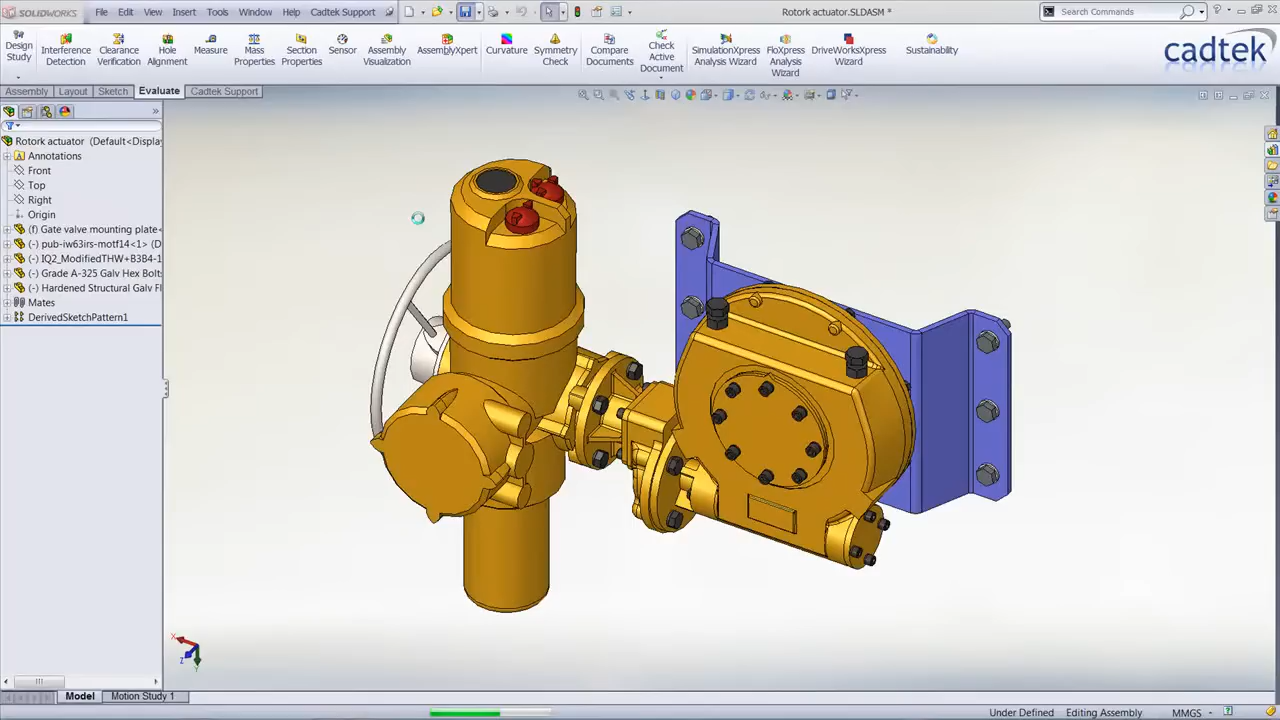 SOLIDWORKS File Edit View Insert Tools Window Help Cadtek Support Rotork actuator.SLDASM * Search Commands
Design Study
Interference Detection
Clearance Verification
Hole Alignment
Measure
Mass Properties
Section Properties
Sensor
Assembly Visualization
AssemblyXpert
Curvature
Symmetry Check
Compare Documents
Check Active Document
SimulationXpress Analysis Wizard
FloXpress Analysis Wizard
DriveWorksXpress Wizard
Sustainability
cadtek
Assembly Layout Sketch Evaluate Cadtek Support
Rotork actuator (Default<Display
Annotations
Front
Top
Right
Origin
(f) Gate valve mounting plate<
(-) pub-iw63irs-motf14<1> (D
(-) IQ2_ModifiedTHW+B3B4-1
(-) Grade A-325 Galv Hex Bolt
(-) Hardened Structural Galv Fl
Mates
DerivedSketchPattern1
X
Z
Y
Model Motion Study 1
Under Defined Editing Assembly MMGS